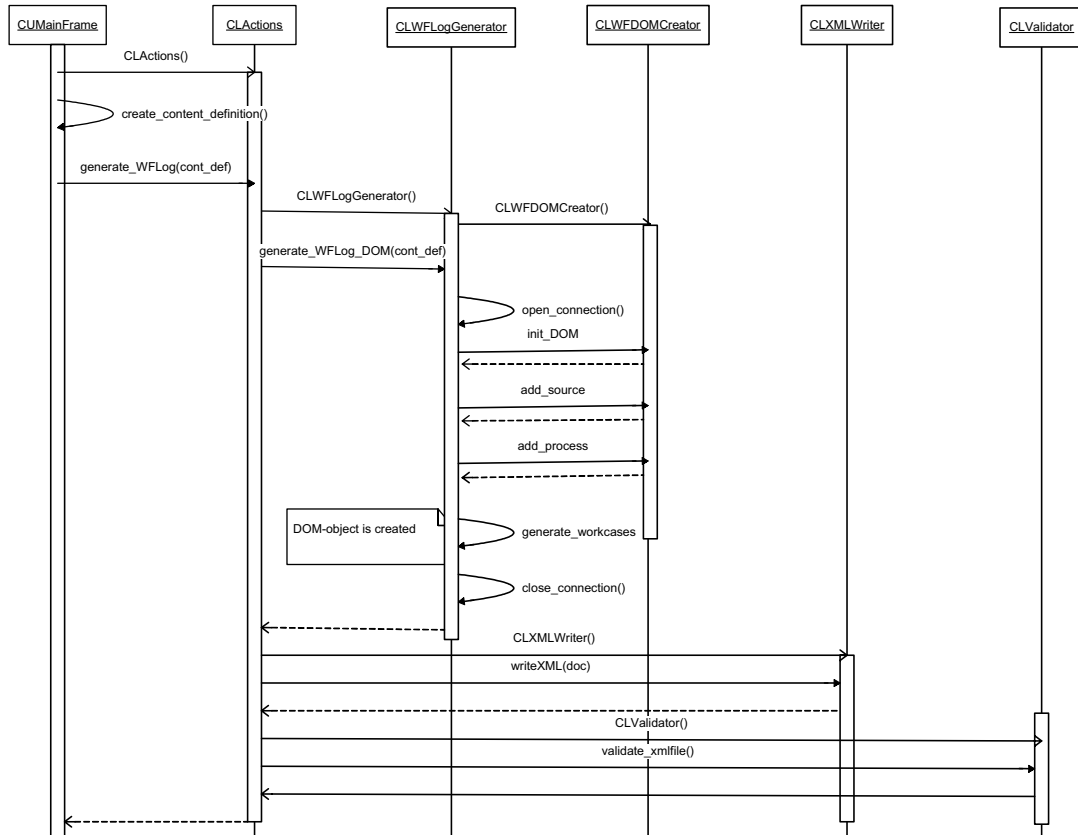 CUMainFrame
CLActions
CLWFLogGenerator
CLWFDOMCreator
CLXMLWriter
CLValidator
CLActions()
create_content_definition()
generate_WFLog(cont_def)
CLWFLogGenerator()
CLWFDOMCreator()
generate_WFLog_DOM(cont_def)
open_connection()
init_DOM
add_source
add_process
DOM-object is created
generate_workcases
close_connection()
CLXMLWriter()
writeXML(doc)
CLValidator()
validate_xmlfile()